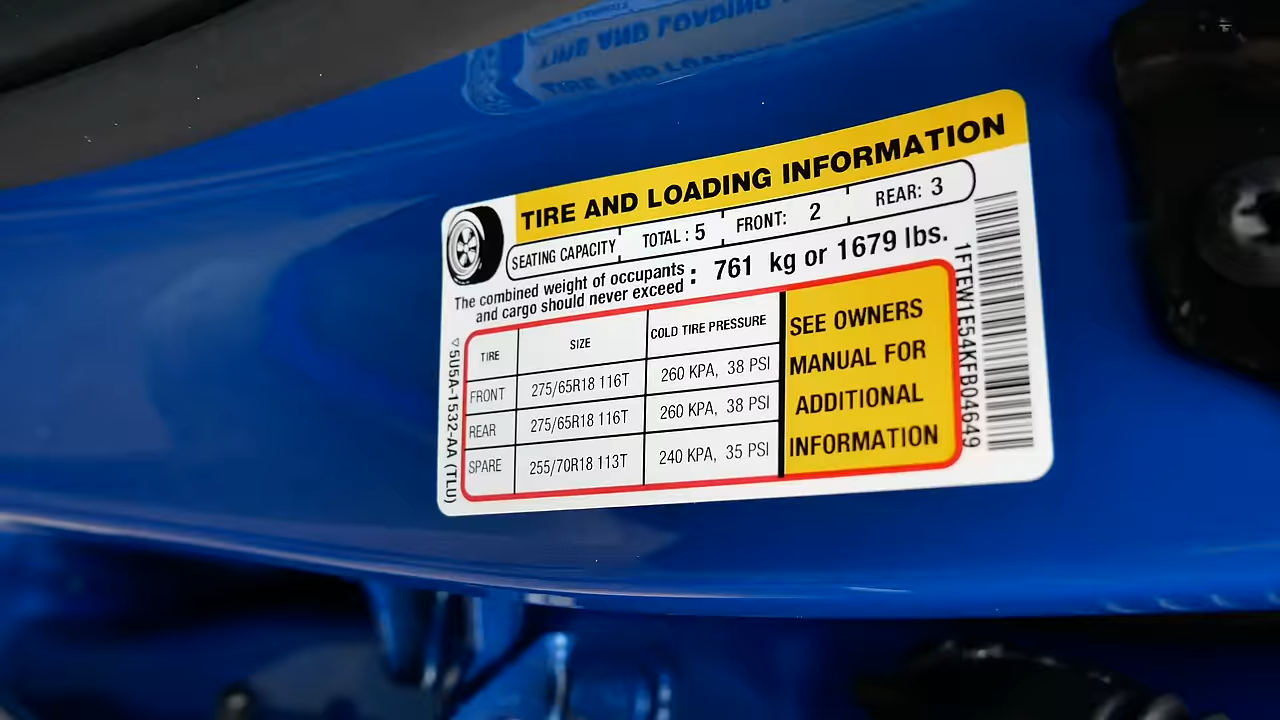 TIRE AND LOADING INFORMATION
SEATING CAPACITY TOTAL : 5 FRONT: 2 REAR: 3
The combined weight of occupants
and cargo should never exceed : 761 kg or 1679 lbs.
TIRE SIZE COLD TIRE PRESSURE
FRONT 275/65R18 116T 260 KPA, 38 PSI
REAR 275/65R18 116T 260 KPA, 38 PSI
SPARE 255/70R18 113T 240 KPA, 35 PSI
SEE OWNERS
MANUAL FOR
ADDITIONAL
INFORMATION
5U5A-1532-AA (TLU)
1FTEW1E54KFB04649
TIRE AND LOADING